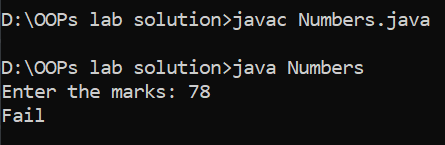 D:\OOPs lab solution>javac Numbers.java
D:\OOPs lab solution>java Numbers
Enter the marks: 78
Fail